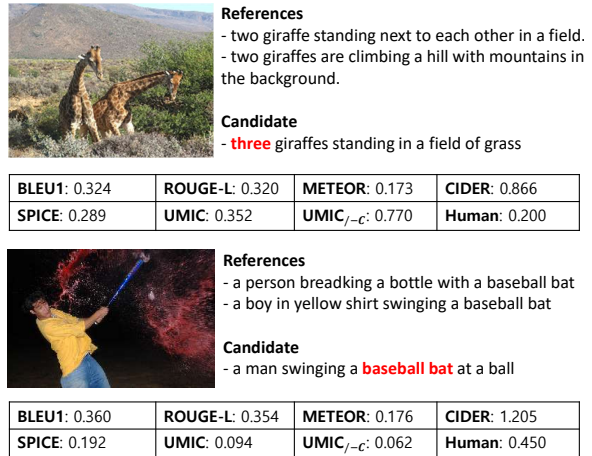 References
- two giraffe standing next to each other in a field.
- two giraffes are climbing a hill with mountains in
the background.
Candidate
- three giraffes standing in a field of grass
BLEU1: 0.324 ROUGE-L: 0.320 METEOR: 0.173 CIDER: 0.866
SPICE: 0.289 UMIC: 0.352 UMIC/−c: 0.770 Human: 0.200
References
- a person breadking a bottle with a baseball bat
- a boy in yellow shirt swinging a baseball bat
Candidate
- a man swinging a baseball bat at a ball
BLEU1: 0.360 ROUGE-L: 0.354 METEOR: 0.176 CIDER: 1.205
SPICE: 0.192 UMIC: 0.094 UMIC/−c: 0.062 Human: 0.450